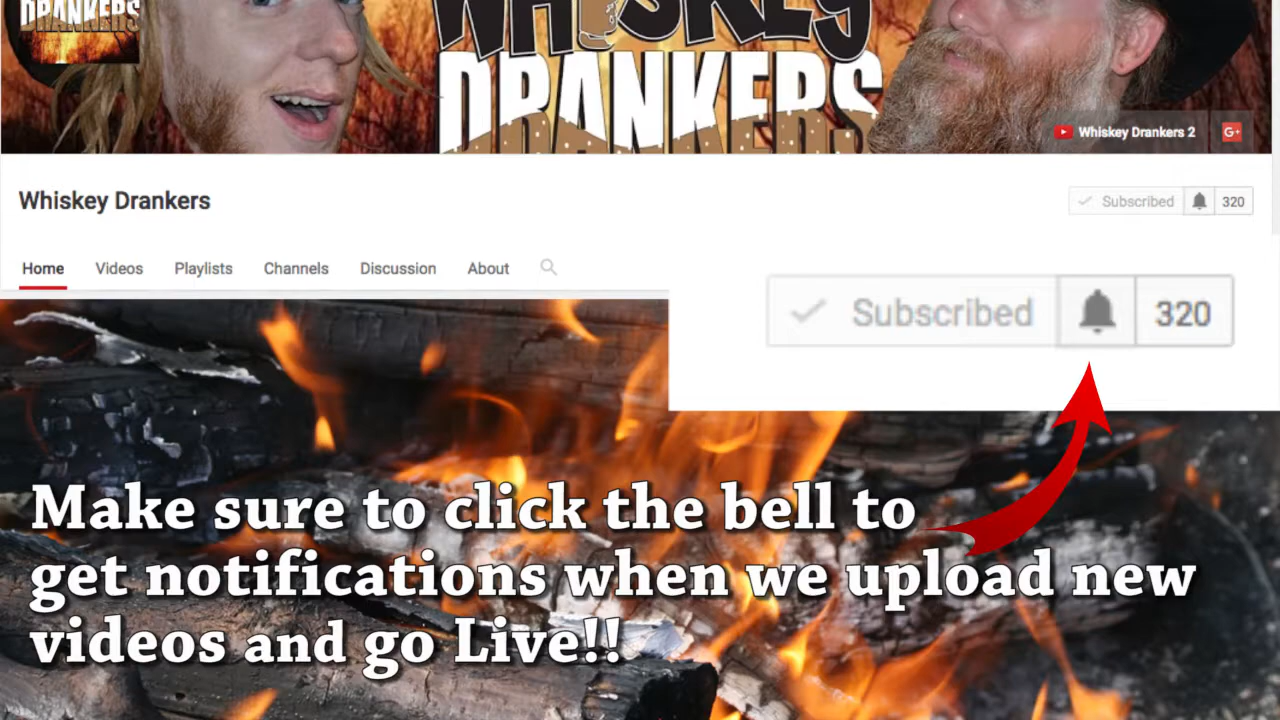 DRANKERS
WHISKEY
DRANKERS
Whiskey Drankers 2
G+
Whiskey Drankers
Subscribed
320
Home
Videos
Playlists
Channels
Discussion
About
Subscribed
320
Make sure to click the bell to
get notifications when we upload new
videos and go Live!!